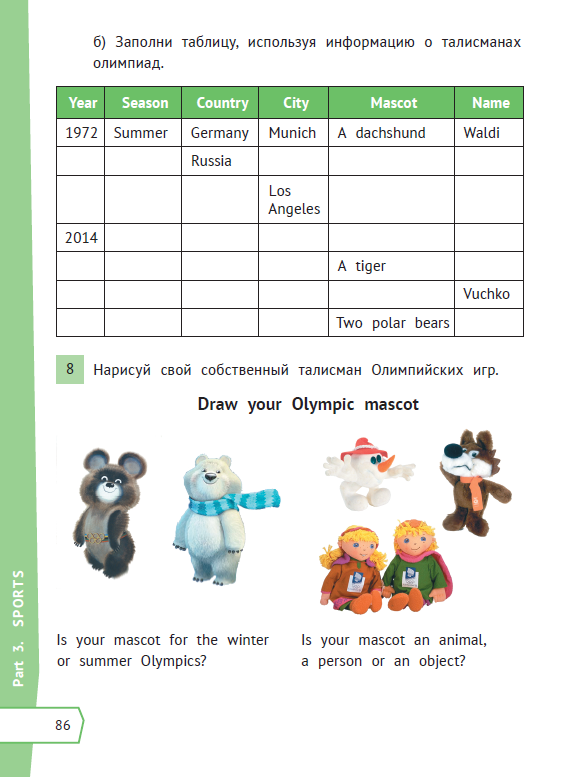 б) Заполни таблицу, используя информацию о талисманах
олимпиад.
Year Season Country City Mascot Name
1972 Summer Germany Munich A dachshund Waldi
Russia
Los
Angeles
2014
A tiger
Vuchko
Two polar bears
8 Нарисуй свой собственный талисман Олимпийских игр.
Draw your Olympic mascot
Is your mascot for the winter
or summer Olympics?
Is your mascot an animal,
a person or an object?
Part 3. SPORTS
86